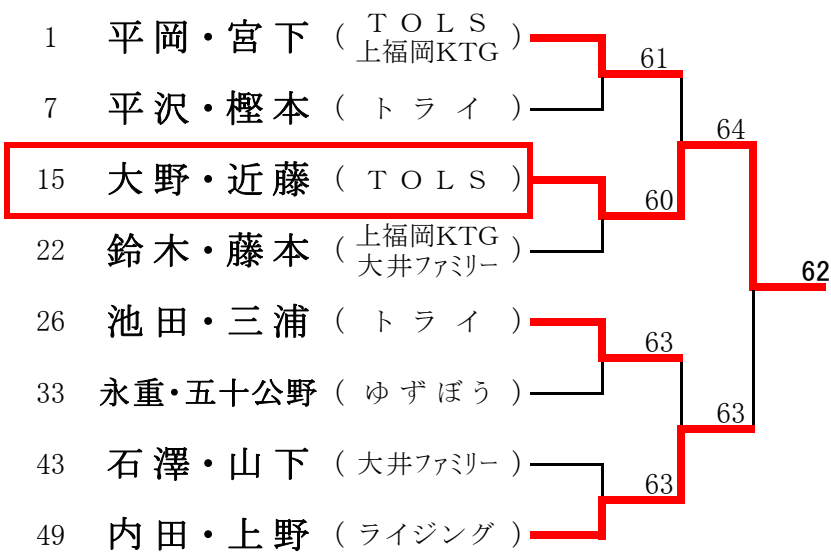 1 平岡・宮下 ( TOLS 上福岡KTG )
61
7 平沢・樫本 ( トライ )
64
15 大野・近藤 ( TOLS )
60
22 鈴木・藤本 ( 上福岡KTG 大井ファミリー )
62
26 池田・三浦 ( トライ )
63
33 永重・五十公野 ( ゆずぼう )
63
43 石澤・山下 ( 大井ファミリー )
63
49 内田・上野 ( ライジング )